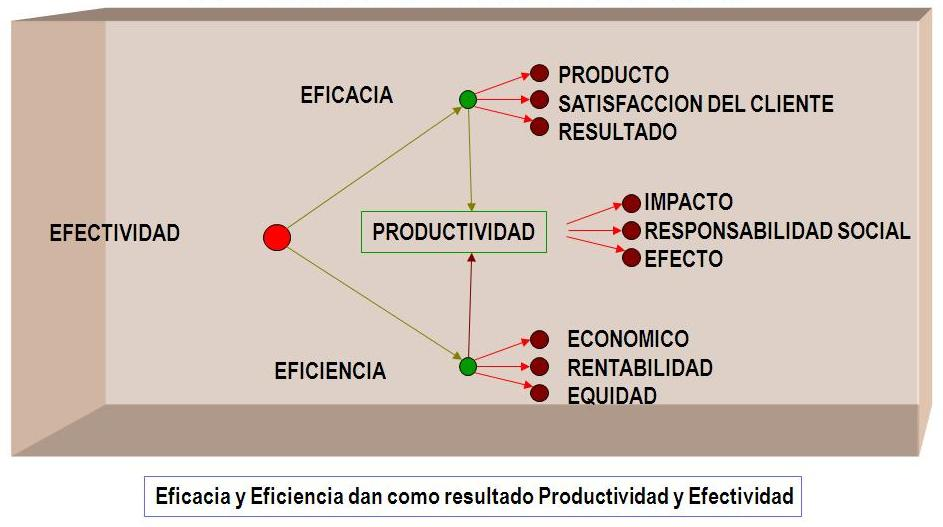 EFICACIA
PRODUCTO
SATISFACCION DEL CLIENTE
RESULTADO
EFECTIVIDAD
PRODUCTIVIDAD
IMPACTO
RESPONSABILIDAD SOCIAL
EFECTO
EFICIENCIA
ECONOMICO
RENTABILIDAD
EQUIDAD
Eficacia y Eficiencia dan como resultado Productividad y Efectividad